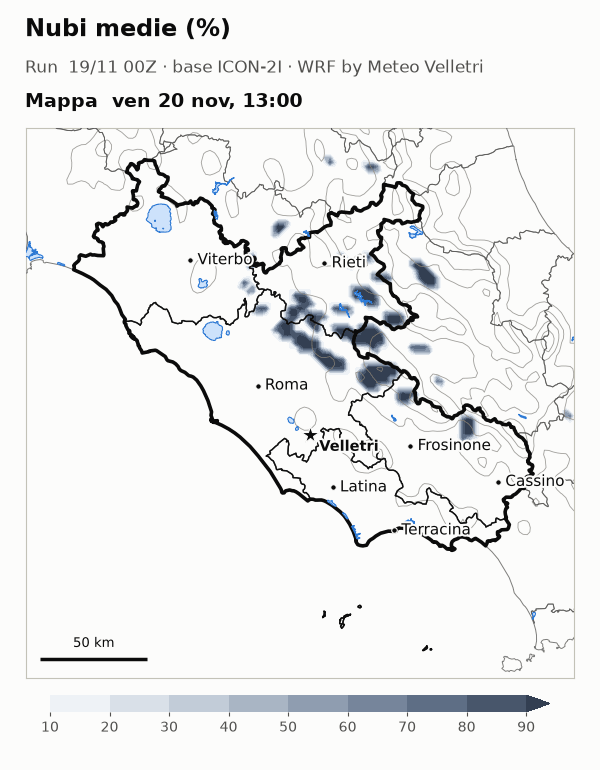 Nubi medie (%)
Run  19/11 00Z · base ICON-2I · WRF by Meteo Velletri
Mappa  ven 20 nov, 13:00
Viterbo
Rieti
Roma
Velletri
Frosinone
Cassino
Latina
Terracina
50 km
10 20 30 40 50 60 70 80 90